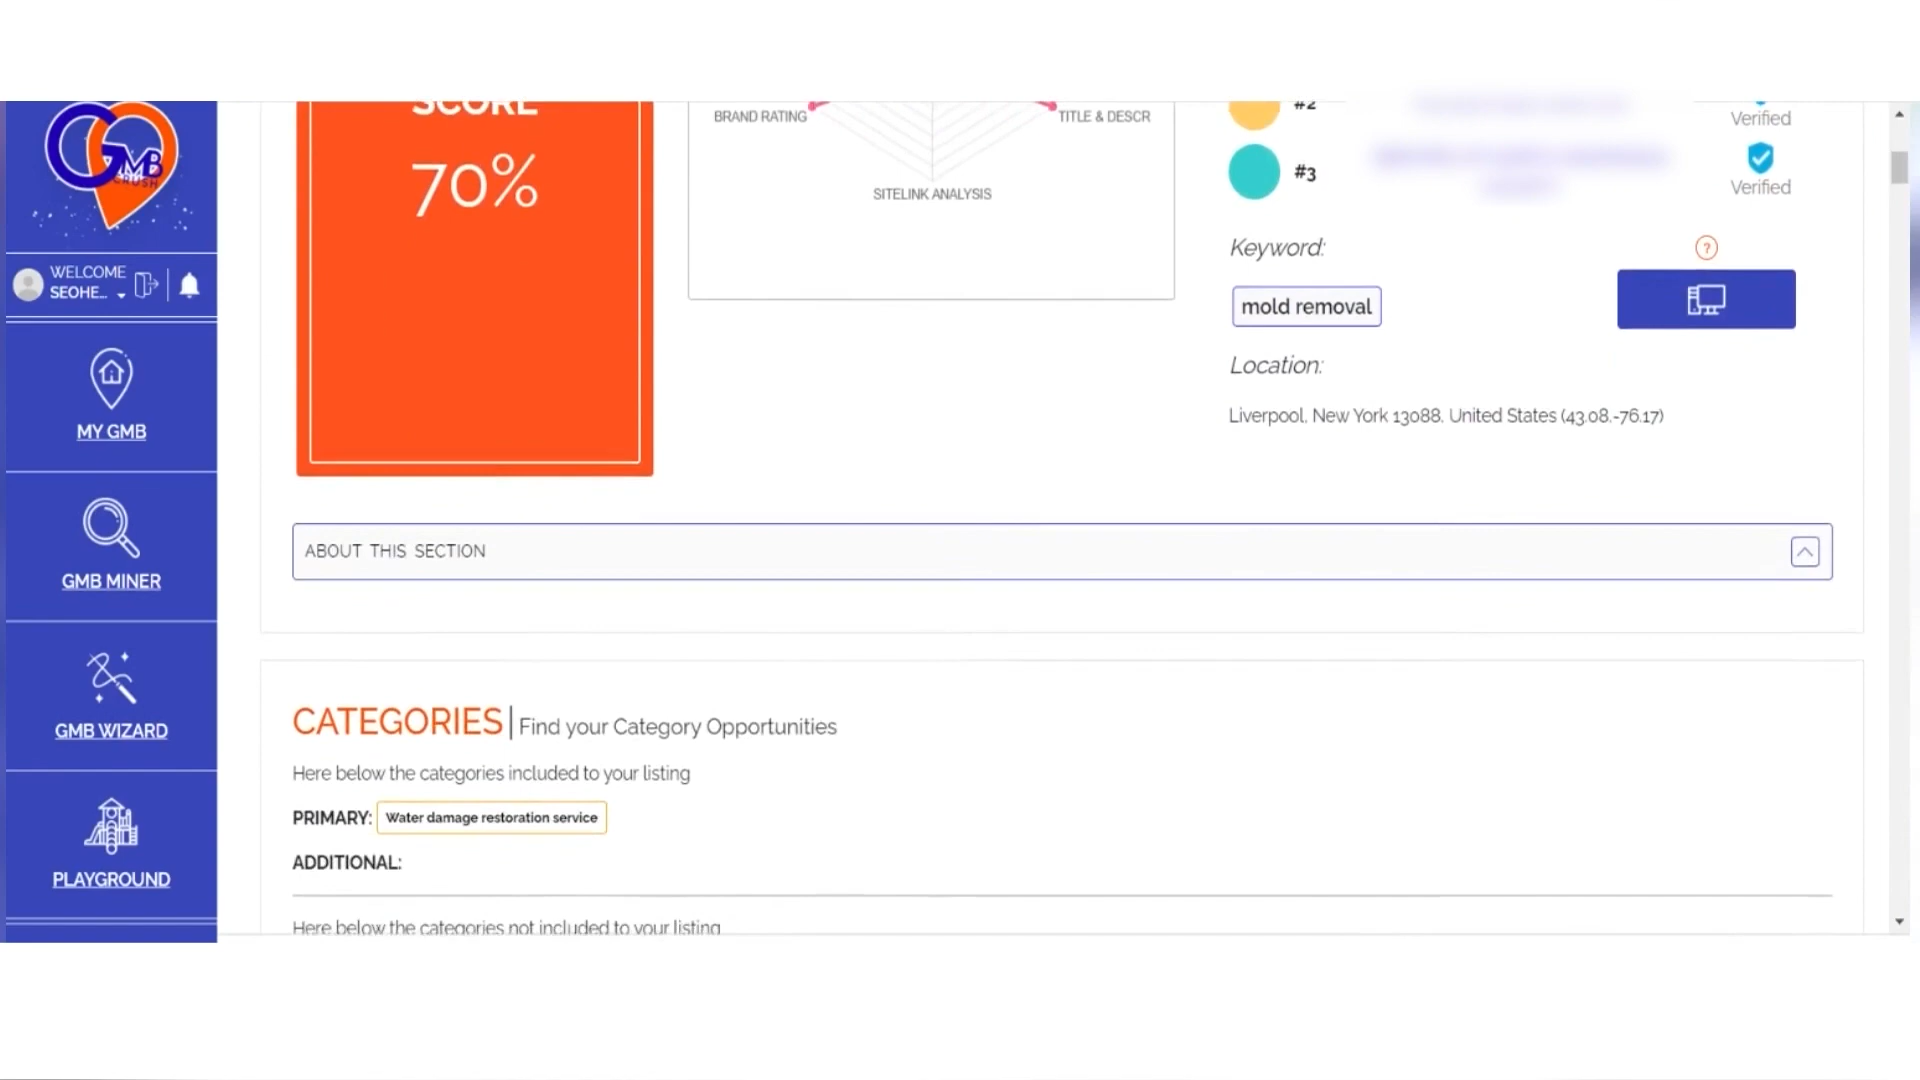 GMB
CRUSH
WELCOME
SEOHE...
MY GMB
GMB MINER
GMB WIZARD
PLAYGROUND
SCORE
70%
BRAND RATING
TITLE & DESCR
SITELINK ANALYSIS
#2
Verified
#3
Verified
Keyword:
?
mold removal
Location:
Liverpool, New York 13088, United States (43.08,-76.17)
ABOUT THIS SECTION
CATEGORIES | Find your Category Opportunities
Here below the categories included to your listing
PRIMARY: Water damage restoration service
ADDITIONAL:
Here below the categories not included to your listing